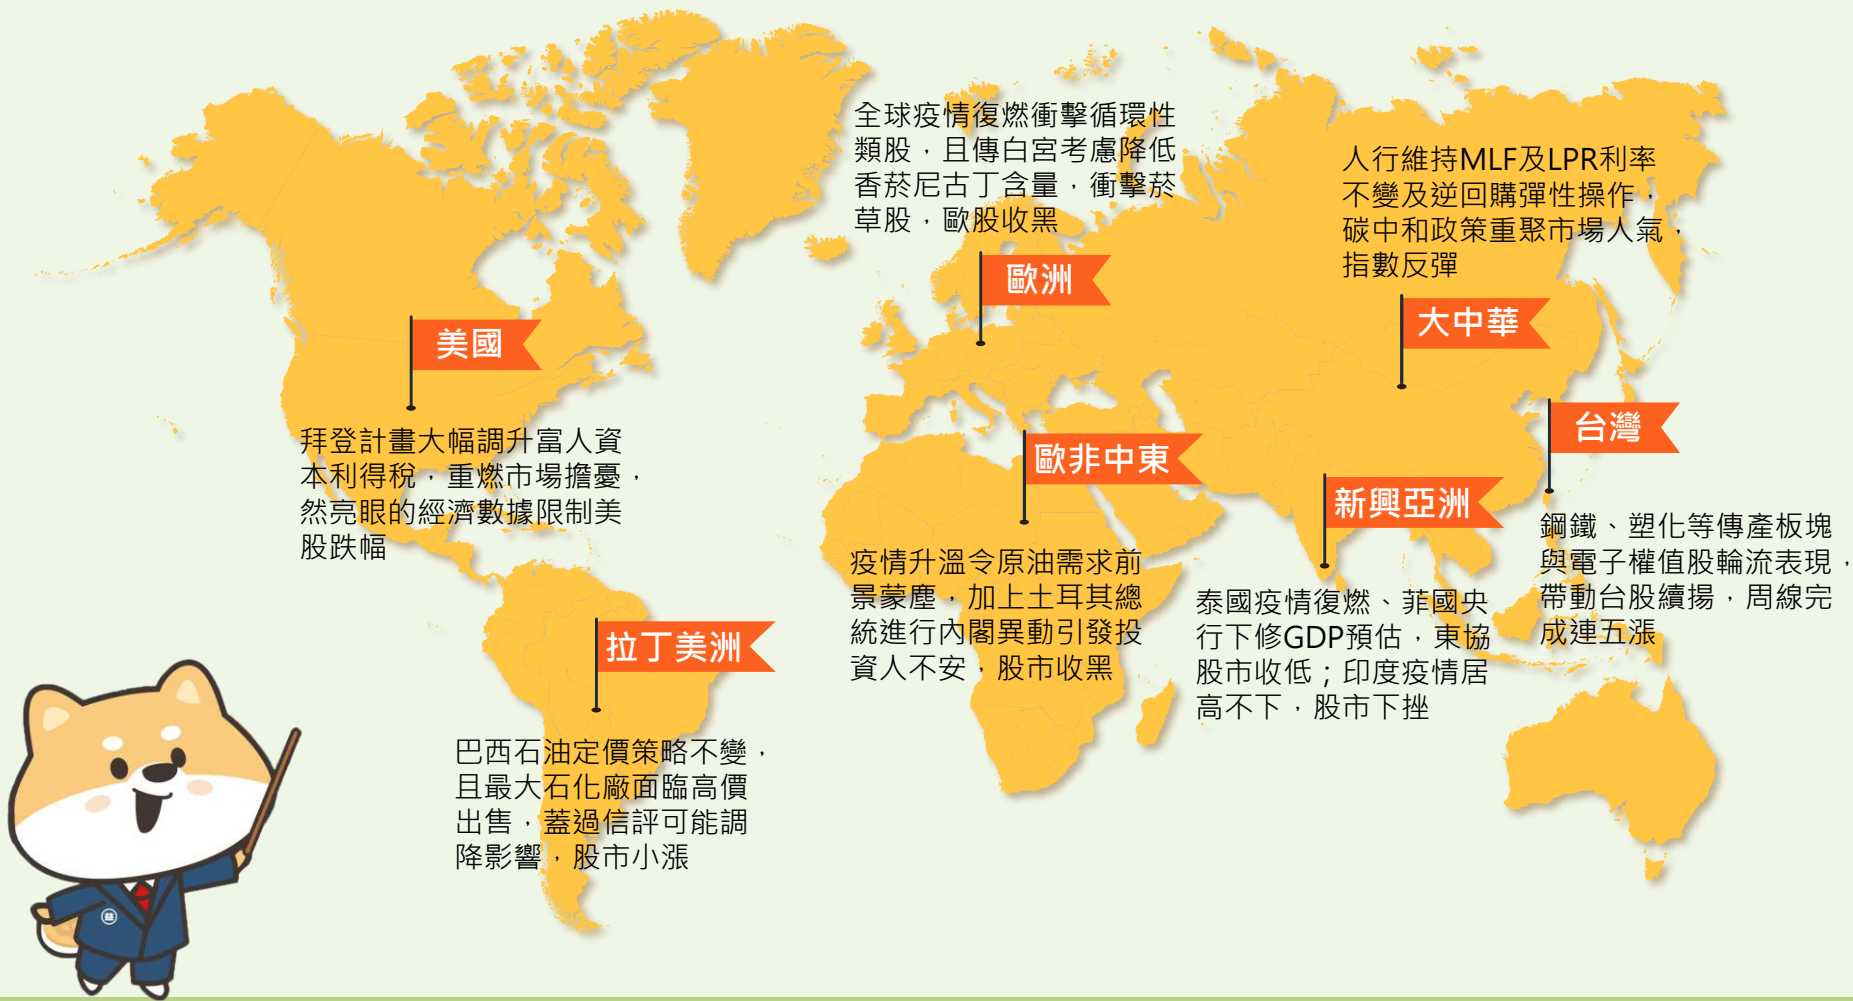 美國
拜登計畫大幅調升富人資
本利得稅，重燃市場擔憂，
然亮眼的經濟數據限制美
股跌幅
拉丁美洲
巴西石油定價策略不變，
且最大石化廠面臨高價
出售，蓋過信評可能調
降影響，股市小漲
全球疫情復燃衝擊循環性
類股，且傳白宮考慮降低
香菸尼古丁含量，衝擊菸
草股，歐股收黑
歐洲
歐非中東
疫情升溫令原油需求前
景蒙塵，加上土耳其總
統進行內閣異動引發投
資人不安，股市收黑
人行維持MLF及LPR利率
不變及逆回購彈性操作，
碳中和政策重聚市場人氣，
指數反彈
大中華
新興亞洲
泰國疫情復燃、菲國央
行下修GDP預估，東協
股市收低；印度疫情居
高不下，股市下挫
台灣
鋼鐵、塑化等傳產板塊
與電子權值股輪流表現，
帶動台股續揚，周線完
成連五漲